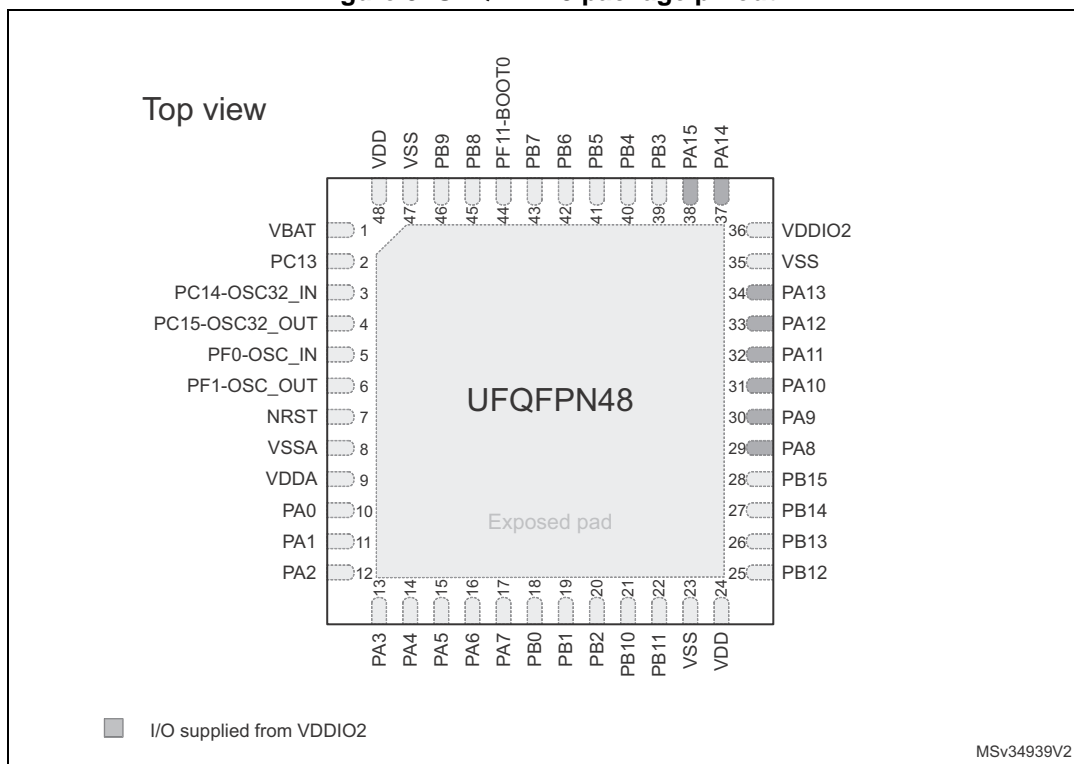 package pinout
Top view
VDD
VSS
PB9
PB8
PF11-BOOT0
PB7
PB6
PB5
PB4
PB3
PA15
PA14
48
47
46
45
44
43
42
41
40
39
38
37
VBAT 1
PC13 2
PC14-OSC32_IN 3
PC15-OSC32_OUT 4
PF0-OSC_IN 5
PF1-OSC_OUT 6
NRST 7
VSSA 8
VDDA 9
PA0 10
PA1 11
PA2 12
36 VDDIO2
35 VSS
34 PA13
33 PA12
32 PA11
31 PA10
30 PA9
29 PA8
28 PB15
27 PB14
26 PB13
25 PB12
UFQFPN48
Exposed pad
13
14
15
16
17
18
19
20
21
22
23
24
PA3
PA4
PA5
PA6
PA7
PB0
PB1
PB2
PB10
PB11
VSS
VDD
I/O supplied from VDDIO2
MSv34939V2